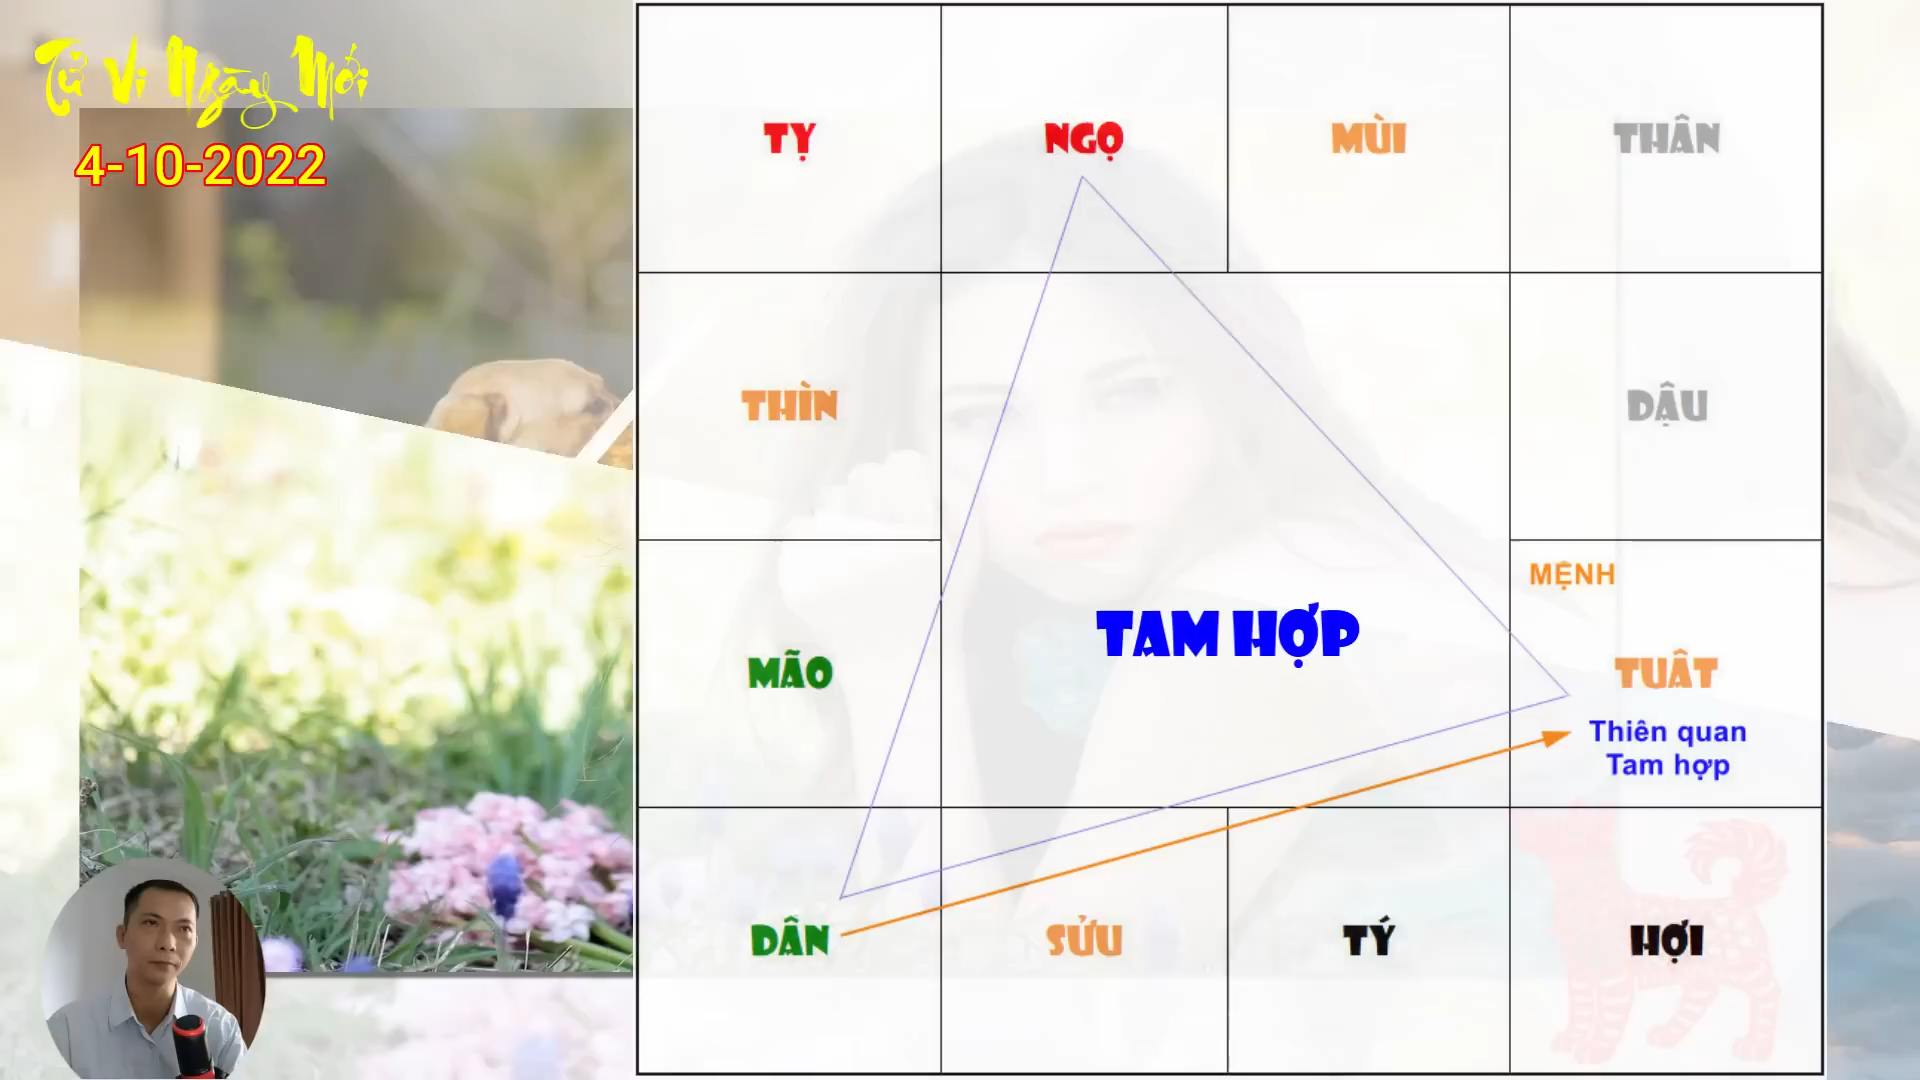 Tử Vi Ngày Mới
4-10-2022
TỴ
NGỌ
MÙI
THÂN
THÌN
DẬU
MỆNH
TAM HỢP
MÃO
TUẤT
Thiên quan
Tam hợp
DẦN
SỬU
TÝ
HỢI